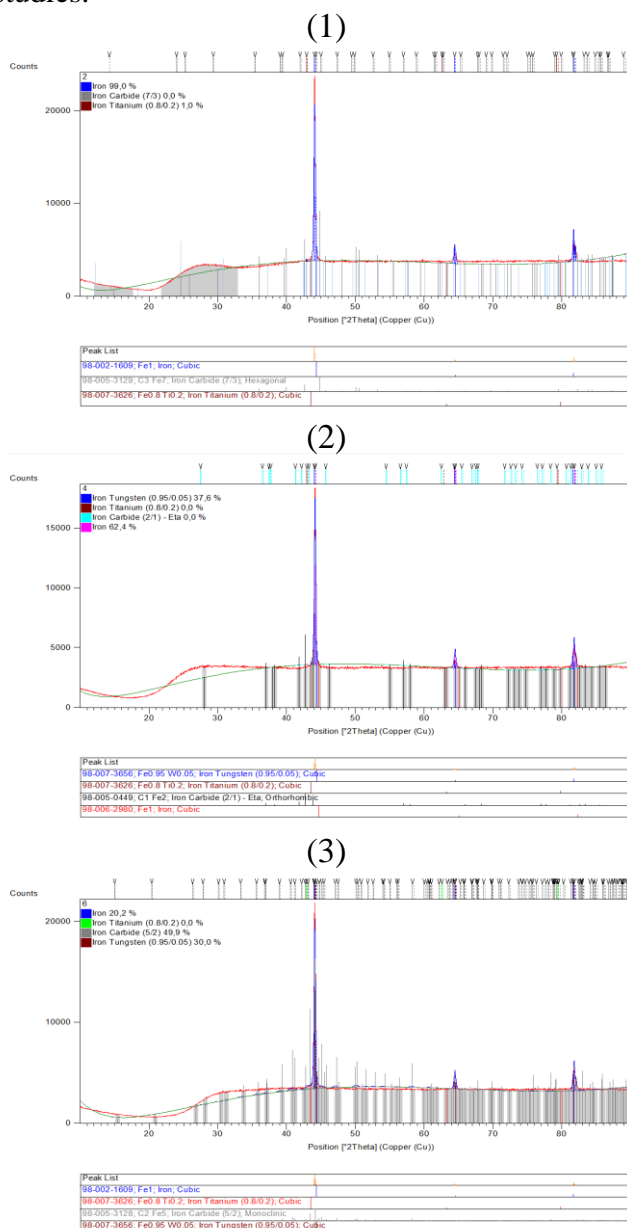 studies.
(1)
Counts
2
Iron 99,0 %
Iron Carbide (7/3) 0,0 %
Iron Titanium (0.8/0.2) 1,0 %
20000
10000
0
20 30 40 50 60 70 80
Position [°2Theta] (Copper (Cu))
Peak List
98-002-1609; Fe1; Iron; Cubic
98-005-3129; C3 Fe7; Iron Carbide (7/3); Hexagonal
98-007-3626; Fe0.8 Ti0.2; Iron Titanium (0.8/0.2); Cubic
(2)
Counts
4
Iron Tungsten (0.95/0.05) 37,6 %
Iron Titanium (0.8/0.2) 0,0 %
Iron Carbide (2/1) - Eta 0,0 %
Iron 62,4 %
15000
10000
5000
0
20 30 40 50 60 70 80
Position [°2Theta] (Copper (Cu))
Peak List
98-007-3656; Fe0.95 W0.05; Iron Tungsten (0.95/0.05); Cubic
98-007-3626; Fe0.8 Ti0.2; Iron Titanium (0.8/0.2); Cubic
98-005-0449; C1 Fe2; Iron Carbide (2/1) - Eta; Orthorhombic
98-006-2980; Fe1; Iron; Cubic
(3)
Counts
6
Iron 20,2 %
Iron Titanium (0.8/0.2) 0,0 %
Iron Carbide (5/2) 49,9 %
Iron Tungsten (0.95/0.05) 30,0 %
20000
10000
0
20 30 40 50 60 70 80
Position [°2Theta] (Copper (Cu))
Peak List
98-002-1609; Fe1; Iron; Cubic
98-007-3626; Fe0.8 Ti0.2; Iron Titanium (0.8/0.2); Cubic
98-005-3128; C2 Fe5; Iron Carbide (5/2); Monoclinic
98-007-3656; Fe0.95 W0.05; Iron Tungsten (0.95/0.05); Cubic